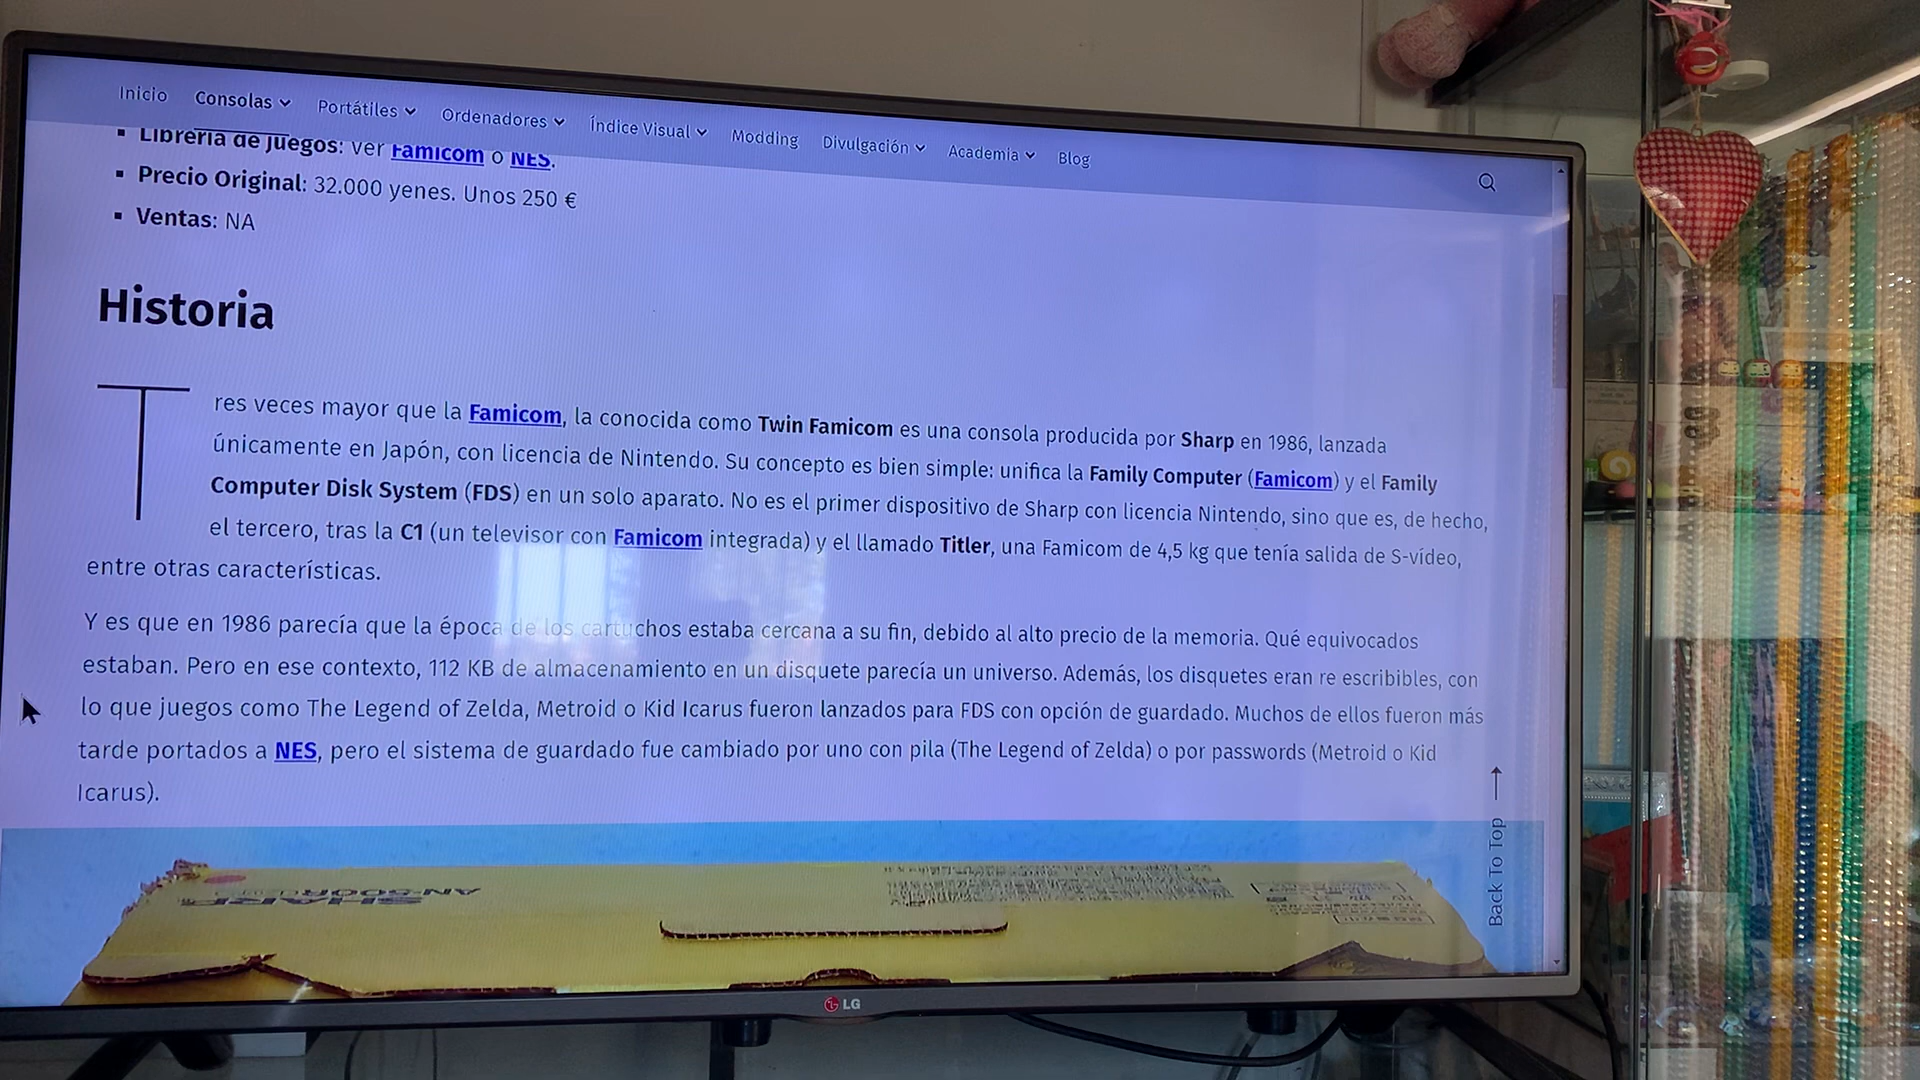 Inicio Consolas Portátiles Ordenadores Índice Visual Modding Divulgación Academia Blog
▪ Librería de juegos: ver Famicom o NES.
▪ Precio Original: 32.000 yenes. Unos 250 €
▪ Ventas: NA
Historia
Tres veces mayor que la Famicom, la conocida como Twin Famicom es una consola producida por Sharp en 1986, lanzada
únicamente en Japón, con licencia de Nintendo. Su concepto es bien simple: unifica la Family Computer (Famicom) y el Family
Computer Disk System (FDS) en un solo aparato. No es el primer dispositivo de Sharp con licencia Nintendo, sino que es, de hecho,
el tercero, tras la C1 (un televisor con Famicom integrada) y el llamado Titler, una Famicom de 4,5 kg que tenía salida de S-vídeo,
entre otras características.
Y es que en 1986 parecía que la época de los cartuchos estaba cercana a su fin, debido al alto precio de la memoria. Qué equivocados
estaban. Pero en ese contexto, 112 KB de almacenamiento en un disquete parecía un universo. Además, los disquetes eran re escribibles, con
lo que juegos como The Legend of Zelda, Metroid o Kid Icarus fueron lanzados para FDS con opción de guardado. Muchos de ellos fueron más
tarde portados a NES, pero el sistema de guardado fue cambiado por uno con pila (The Legend of Zelda) o por passwords (Metroid o Kid
Icarus).
Back To Top
AN-500R
SHARP
LG